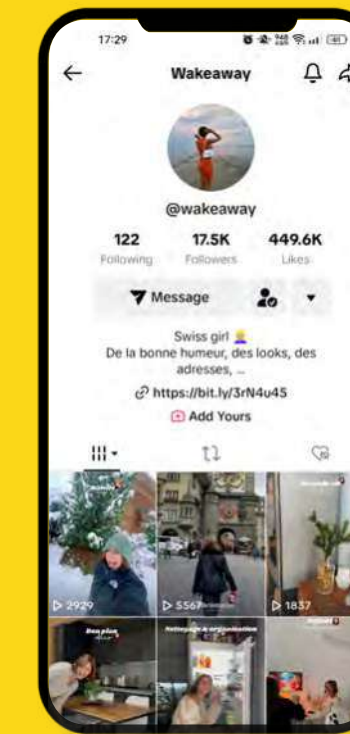 17:29
Wakeaway
@wakeaway
122 17.5K 449.6K
Following Followers Likes
Message
Swiss girl
De la bonne humeur, des looks, des
adresses, ...
https://bit.ly/3rN4u45
Add Yours
2929 5567 1837
Bon plan Nettoyage & organisation